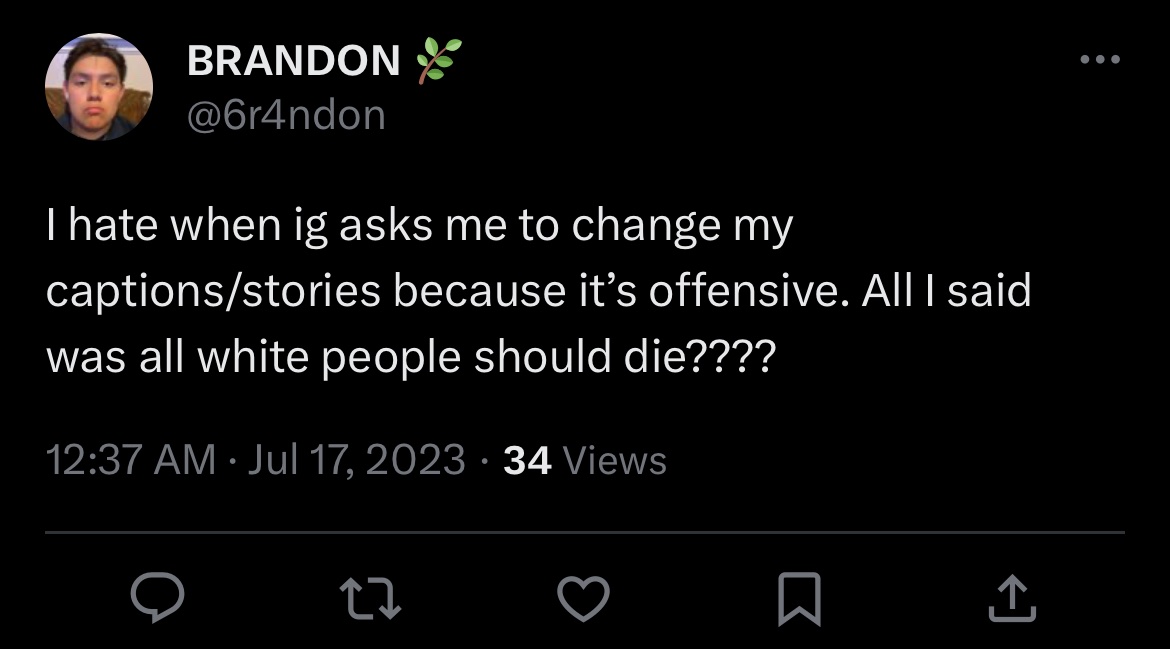 BRANDON 🌿
@6r4ndon
I hate when ig asks me to change my
captions/stories because it’s offensive. All I said
was all white people should die????
12:37 AM · Jul 17, 2023 · 34 Views